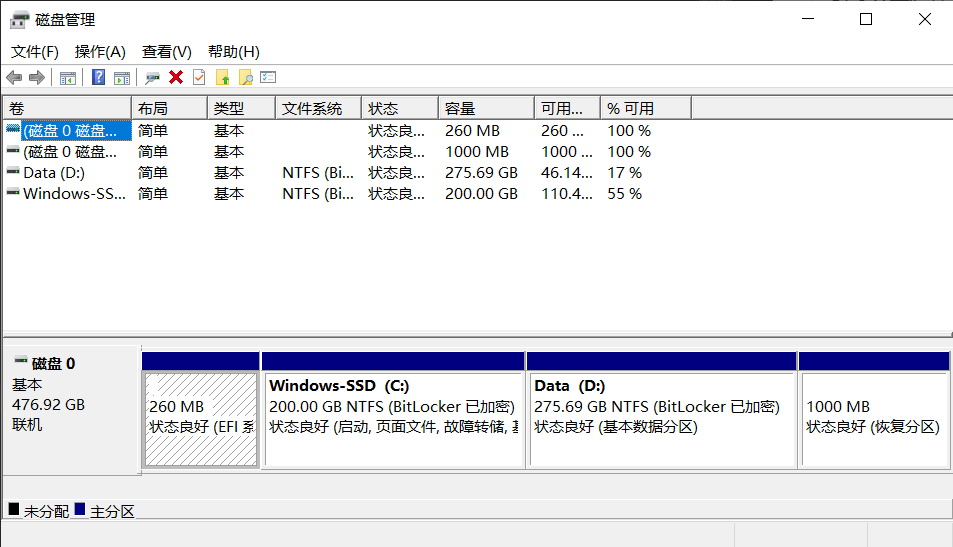 磁盘管理
文件(F) 操作(A) 查看(V) 帮助(H)
卷 布局 类型 文件系统 状态 容量 可用... % 可用
(磁盘 0 磁盘... 简单 基本 状态良... 260 MB 260 ... 100 %
(磁盘 0 磁盘... 简单 基本 状态良... 1000 MB 1000 ... 100 %
Data (D:) 简单 基本 NTFS (Bi... 状态良... 275.69 GB 46.14... 17 %
Windows-SS... 简单 基本 NTFS (Bi... 状态良... 200.00 GB 110.4... 55 %
磁盘 0
基本
476.92 GB
联机
260 MB
状态良好 (EFI 系
Windows-SSD (C:)
200.00 GB NTFS (BitLocker 已加密)
状态良好 (启动, 页面文件, 故障转储,
Data (D:)
275.69 GB NTFS (BitLocker 已加密)
状态良好 (基本数据分区)
1000 MB
状态良好 (恢复分区)
未分配 主分区